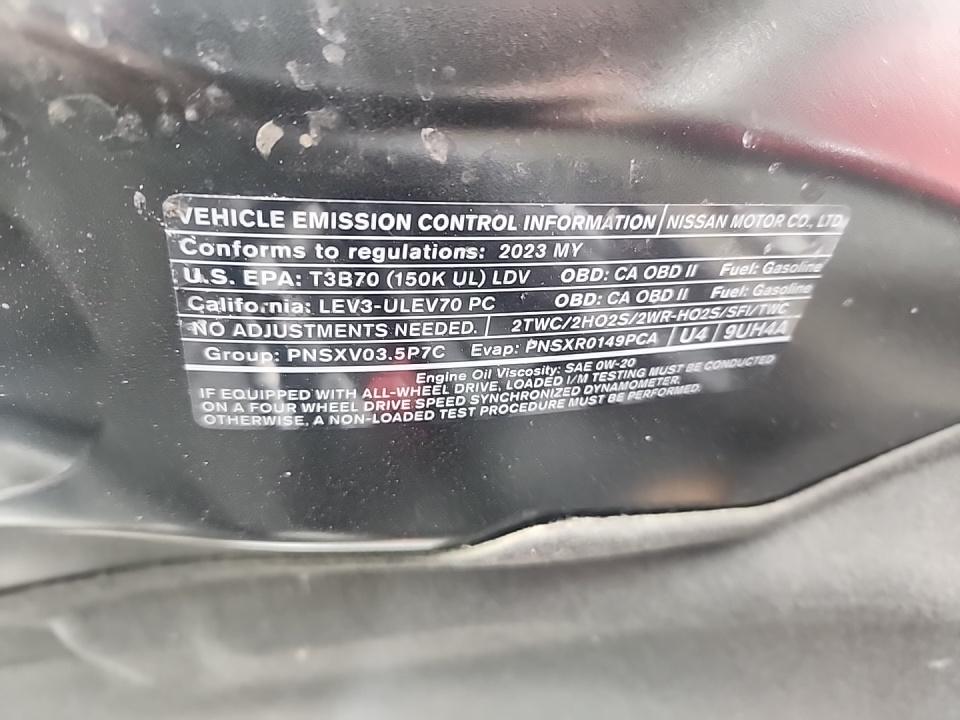 VEHICLE EMISSION CONTROL INFORMATION NISSAN MOTOR CO., LTD
Conforms to regulations: 2023 MY
U.S. EPA: T3B70 (150K UL) LDV OBD: CA OBD II Fuel: Gasoline
California: LEV3-ULEV70 PC OBD: CA OBD II Fuel: Gasoline
NO ADJUSTMENTS NEEDED. 2TWC/2HO2S/2WR-HO2S/SFI/TWC
Group: PNSXV03.5P7C Evap: PNSXR0149PCA U4 9UH4A
Engine Oil Viscosity: SAE 0W-20
IF EQUIPPED WITH ALL-WHEEL DRIVE, LOADED I/M TESTING MUST BE CONDUCTED
ON A FOUR WHEEL DRIVE SPEED SYNCHRONIZED DYNAMOMETER.
OTHERWISE, A NON-LOADED TEST PROCEDURE MUST BE PERFORMED.